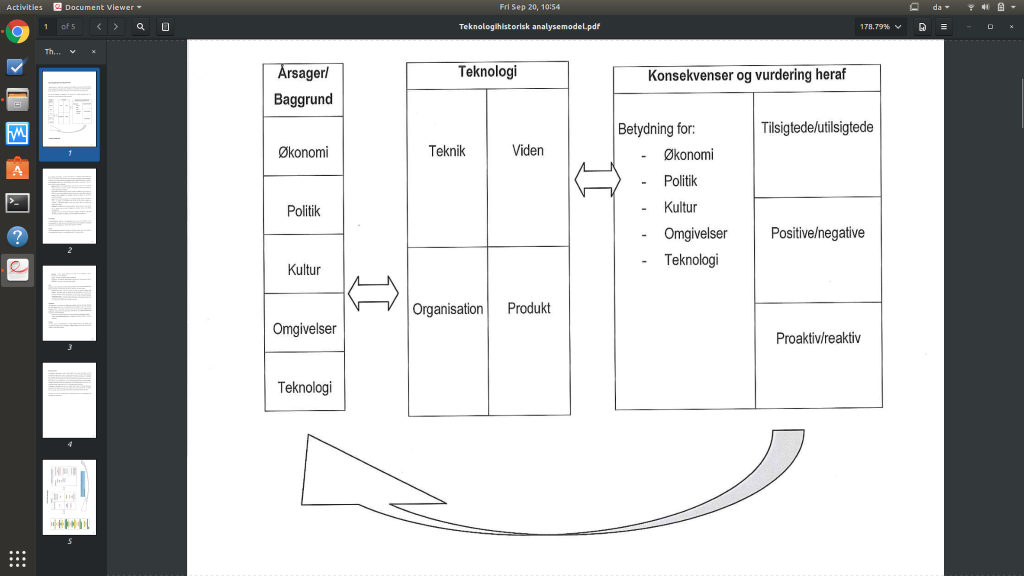 Activities
Document Viewer
Fri Sep 20, 10:54
da
1
of 5
Teknologihistorisk analysemodel.pdf
178.79%
Th...
1
2
3
4
5
Årsager/
Baggrund
Økonomi
Politik
Kultur
Omgivelser
Teknologi
Teknologi
Teknik
Viden
Organisation
Produkt
Konsekvenser og vurdering heraf
Betydning for:
- Økonomi
- Politik
- Kultur
- Omgivelser
- Teknologi
Tilsigtede/utilsigtede
Positive/negative
Proaktiv/reaktiv